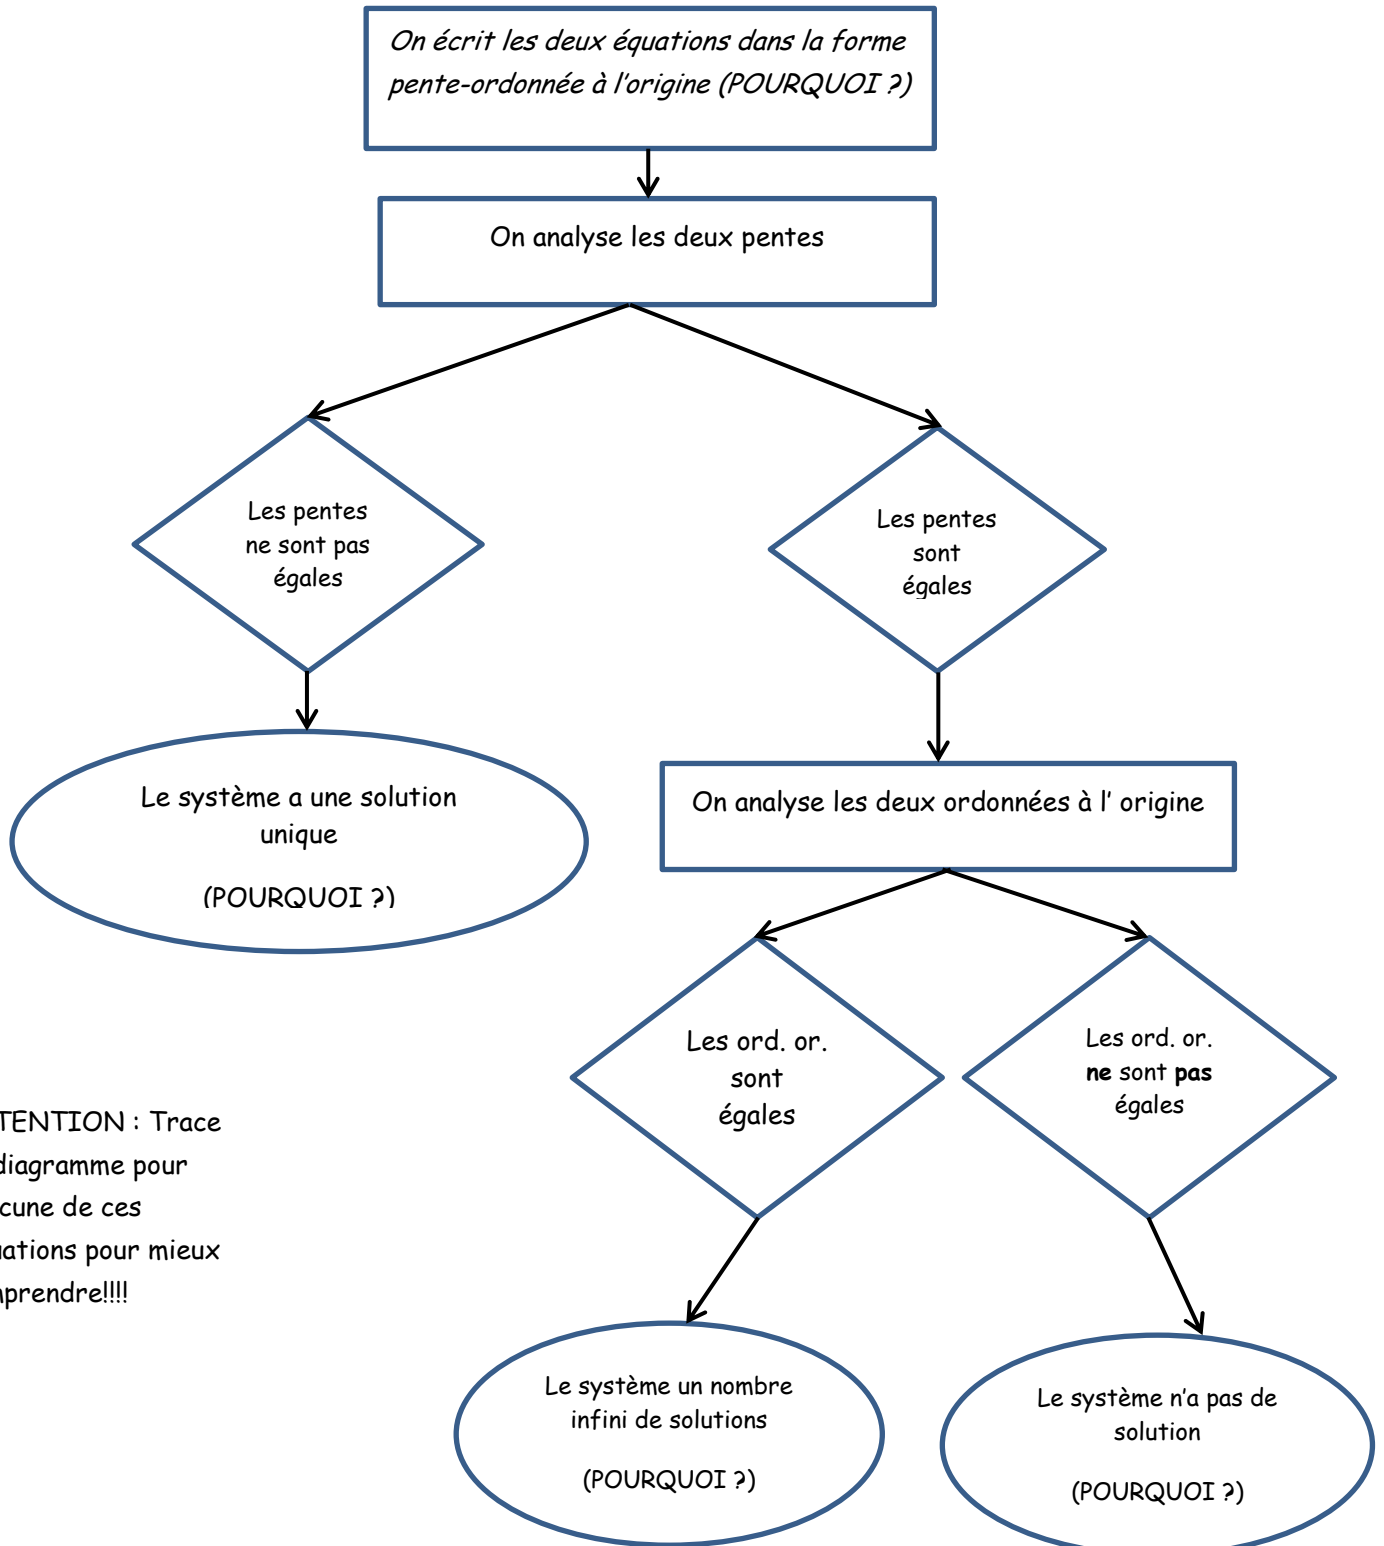 On écrit les deux équations dans la forme
pente-ordonnée à l’origine (POURQUOI ?)
On analyse les deux pentes
Les pentes
ne sont pas
égales
Les pentes
sont
égales
Le système a une solution
unique
(POURQUOI ?)
On analyse les deux ordonnées à l’ origine
Les ord. or.
sont
égales
Les ord. or.
ne sont pas
égales
TENTION : Trace
diagramme pour
cune de ces
uations pour mieux
prendre!!!!
Le système un nombre
infini de solutions
(POURQUOI ?)
Le système n’a pas de
solution
(POURQUOI ?)